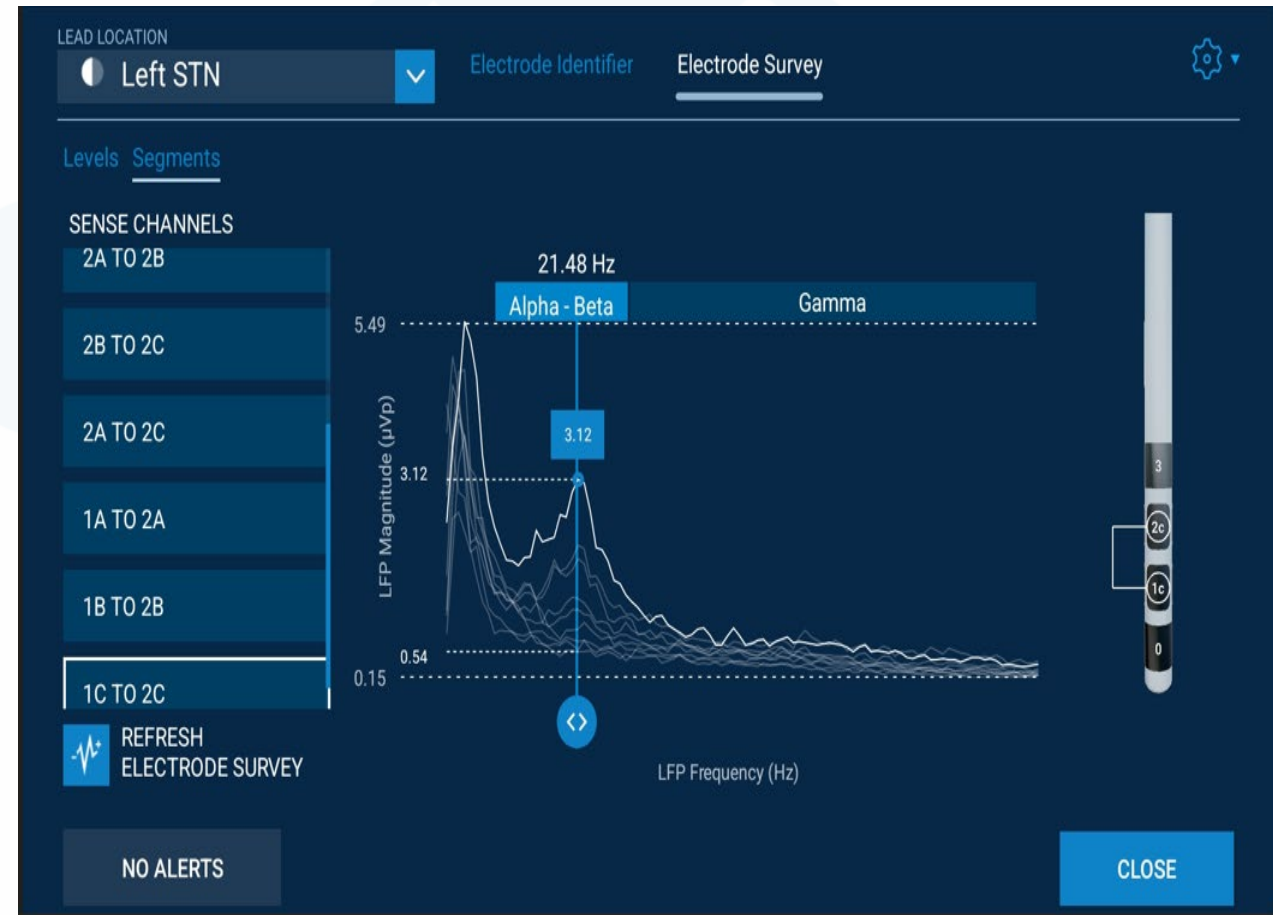 LEAD LOCATION
Left STN
Electrode Identifier
Electrode Survey
Levels
Segments
SENSE CHANNELS
2A TO 2B
2B TO 2C
2A TO 2C
1A TO 2A
1B TO 2B
1C TO 2C
REFRESH
ELECTRODE SURVEY
21.48 Hz
Alpha - Beta
Gamma
5.49
3.12
3.12
0.54
0.15
LFP Magnitude (µVp)
LFP Frequency (Hz)
3
2c
1c
0
NO ALERTS
CLOSE